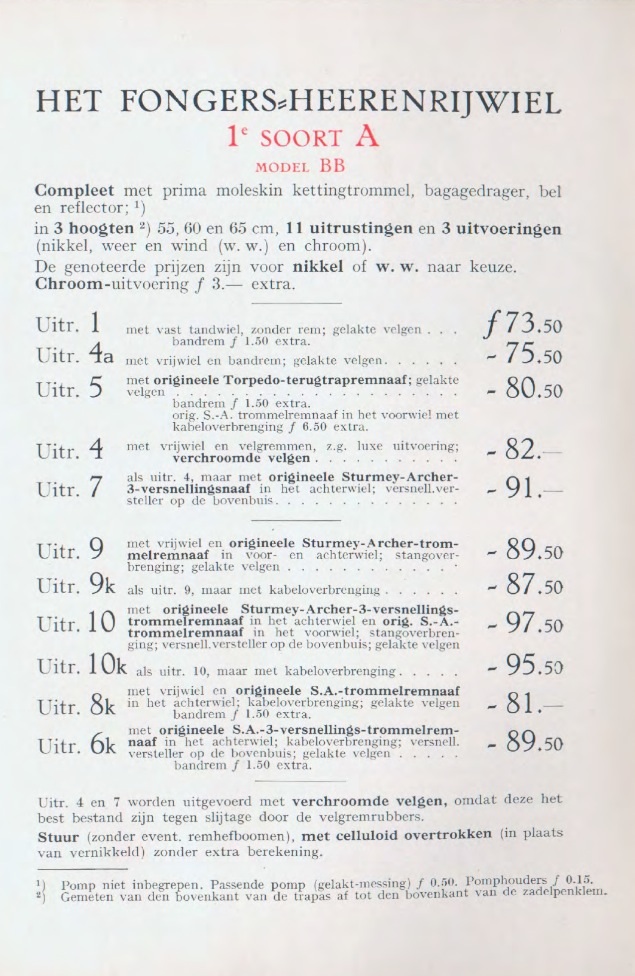 HET FONGERS-HEERENRIJWIEL
1e SOORT A
MODEL BB
Compleet met prima moleskin kettingtrommel, bagagedrager, bel
en reflector; 1)
in 3 hoogten 2) 55, 60 en 65 cm, 11 uitrustingen en 3 uitvoeringen
(nikkel, weer en wind (w. w.) en chroom).
De genoteerde prijzen zijn voor nikkel of w. w. naar keuze.
Chroom-uitvoering ƒ 3.— extra.
Uitr. 1 met vast tandwiel, zonder rem; gelakte velgen . . . ƒ 73.50
bandrem ƒ 1.50 extra.
Uitr. 4a met vrijwiel en bandrem; gelakte velgen. . . . . . . - 75.50
Uitr. 5 met origineele Torpedo-terugtrapremnaaf; gelakte
velgen . . . . . . . . . . . . . . . . . . . . . . - 80.50
bandrem ƒ 1.50 extra.
orig. S.-A. trommelremnaaf in het voorwiel met
kabeloverbrenging ƒ 6.50 extra.
Uitr. 4 met vrijwiel en velgremmen, z.g. luxe uitvoering;
verchroomde velgen . . . . . . . . . . . - 82.—
Uitr. 7 als uitr. 4, maar met origineele Sturmey-Archer-
3-versnellingsnaaf in het achterwiel; versnell.ver-
steller op de bovenbuis. . . . . . . . . . . . . . - 91.—
Uitr. 9 met vrijwiel en origineele Sturmey-Archer-trom-
melremnaaf in voor- en achterwiel; stangover-
brenging; gelakte velgen . . . . . . . . . . . . . - 89.50
Uitr. 9k als uitr. 9, maar met kabeloverbrenging . . . . . . - 87.50
Uitr. 10 met origineele Sturmey-Archer-3-versnellings-
trommelremnaaf in het achterwiel en orig. S.-A.-
trommelremnaaf in het voorwiel; stangoverbren-
ging; versnell.versteller op de bovenbuis; gelakte velgen - 97.50
Uitr. 10k als uitr. 10, maar met kabeloverbrenging . . . . . - 95.50
Uitr. 8k met vrijwiel en origineele S.A.-trommelremnaaf
in het achterwiel; kabeloverbrenging; gelakte velgen - 81.—
bandrem ƒ 1.50 extra.
Uitr. 6k met origineele S.A.-3-versnellings-trommelrem-
naaf in het achterwiel; kabeloverbrenging; versnell.
versteller op de bovenbuis; gelakte velgen . . . . . - 89.50
bandrem ƒ 1.50 extra.
Uitr. 4 en 7 worden uitgevoerd met verchroomde velgen, omdat deze het
best bestand zijn tegen slijtage door de velgremrubbers.
Stuur (zonder event. remhefboomen), met celluloid overtrokken (in plaats
van vernikkeld) zonder extra berekening.
1) Pomp niet inbegrepen. Passende pomp (gelakt-messing) ƒ 0.50. Pomphouders ƒ 0.15.
2) Gemeten van den bovenkant van de trapas af tot den bovenkant van de zadelpenklem.